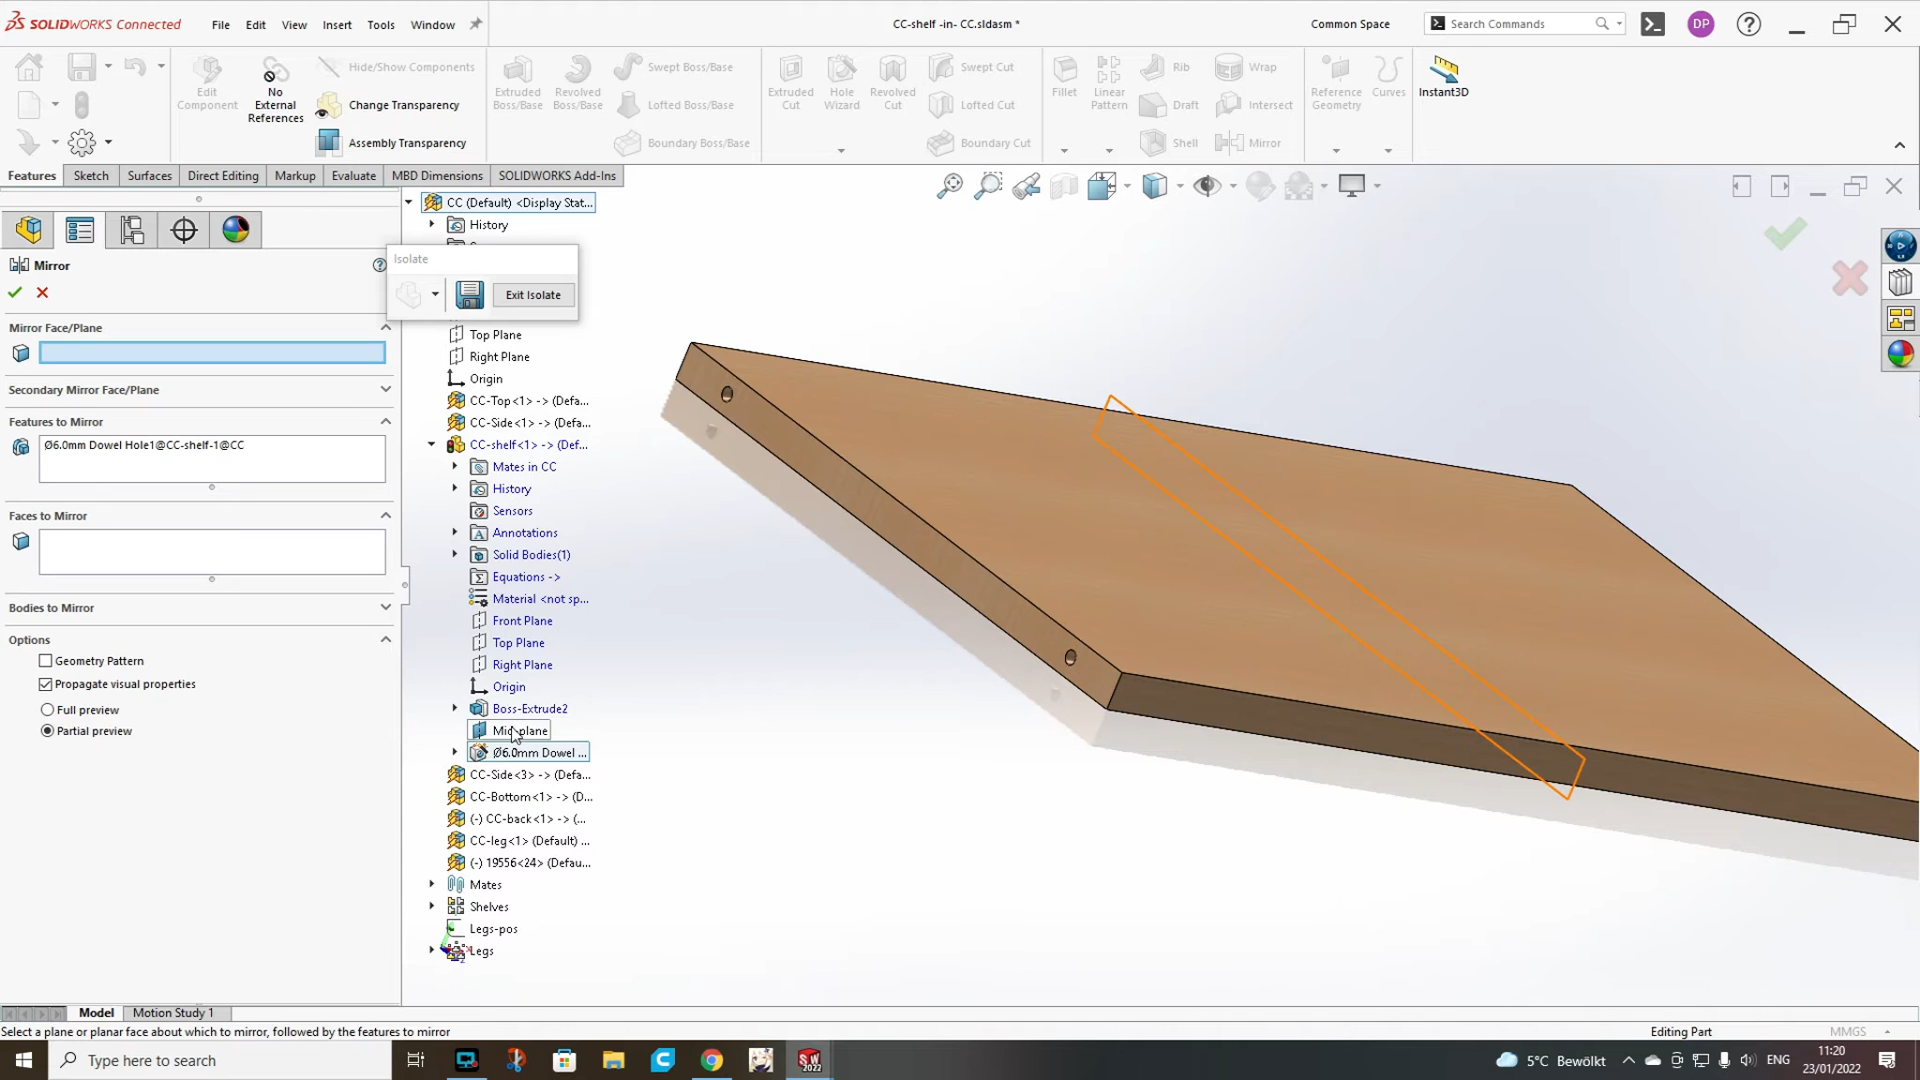 SOLIDWORKS Connected
File Edit View Insert Tools Window
CC-shelf -in- CC.sldasm *
Common Space
Search Commands
DP
Edit Component
No External References
Hide/Show Components
Change Transparency
Assembly Transparency
Extruded Boss/Base
Revolved Boss/Base
Swept Boss/Base
Lofted Boss/Base
Boundary Boss/Base
Extruded Cut
Hole Wizard
Revolved Cut
Swept Cut
Lofted Cut
Boundary Cut
Fillet
Linear Pattern
Rib
Draft
Shell
Wrap
Intersect
Mirror
Reference Geometry
Curves
Instant3D
Features Sketch Surfaces Direct Editing Markup Evaluate MBD Dimensions SOLIDWORKS Add-Ins
Mirror
Mirror Face/Plane
Secondary Mirror Face/Plane
Features to Mirror
Ø6.0mm Dowel Hole1@CC-shelf-1@CC
Faces to Mirror
Bodies to Mirror
Options
Geometry Pattern
Propagate visual properties
Full preview
Partial preview
CC (Default) <Display Stat...
History
Isolate
Exit Isolate
Top Plane
Right Plane
Origin
CC-Top<1> -> (Defa...
CC-Side<1> -> (Defa...
CC-shelf<1> -> (Def...
Mates in CC
History
Sensors
Annotations
Solid Bodies(1)
Equations ->
Material <not sp...
Front Plane
Top Plane
Right Plane
Origin
Boss-Extrude2
Ø6.0mm Dowel ...
CC-Side<3> -> (Defa...
CC-Bottom<1> -> (D...
(-) CC-back<1> -> (...
CC-leg<1> (Default) ...
(-) 19556<24> (Defau...
Mates
Shelves
Legs-pos
Legs
Model Motion Study 1
Select a plane or planar face about which to mirror, followed by the features to mirror
Editing Part
MMGS
Type here to search
SW 2022
5°C Bewölkt
ENG
11:20
23/01/2022